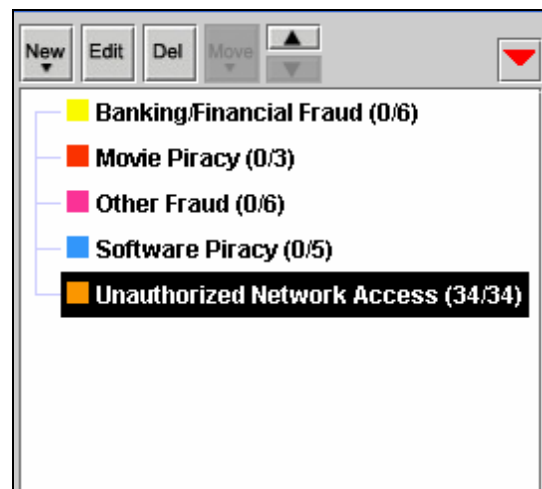 New Edit Del Move
Banking/Financial Fraud (0/6)
Movie Piracy (0/3)
Other Fraud (0/6)
Software Piracy (0/5)
Unauthorized Network Access (34/34)